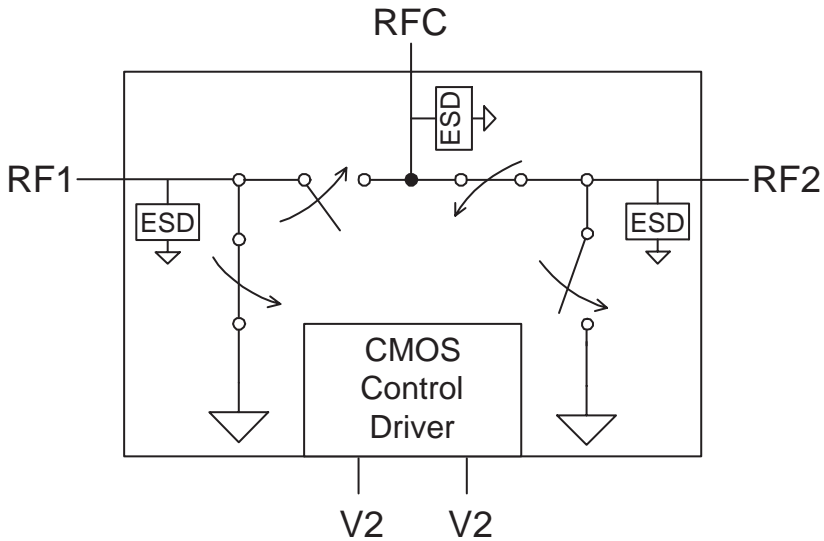 RFC
ESD
RF1
RF2
ESD
ESD
CMOS
Control
Driver
V2
V2